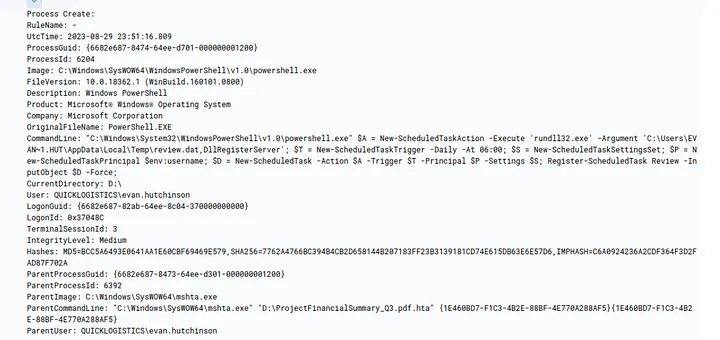 Process Create:
RuleName: -
UtcTime: 2023-08-29 23:51:16.809
ProcessGuid: {6682e687-8474-64ee-d701-000000001200}
ProcessId: 6204
Image: C:\Windows\SysWOW64\WindowsPowerShell\v1.0\powershell.exe
FileVersion: 10.0.18362.1 (WinBuild.160101.0800)
Description: Windows PowerShell
Product: Microsoft® Windows® Operating System
Company: Microsoft Corporation
OriginalFileName: PowerShell.EXE
CommandLine: "C:\Windows\System32\WindowsPowerShell\v1.0\powershell.exe" $A = New-ScheduledTaskAction -Execute 'rundll32.exe' -Argument 'C:\Users\EV
AN~1.HUT\AppData\Local\Temp\review.dat,DllRegisterServer'; $T = New-ScheduledTaskTrigger -Daily -At 06:00; $S = New-ScheduledTaskSettingsSet; $P = N
ew-ScheduledTaskPrincipal $env:username; $D = New-ScheduledTask -Action $A -Trigger $T -Principal $P -Settings $S; Register-ScheduledTask Review -In
putObject $D -Force;
CurrentDirectory: D:\
User: QUICKLOGISTICS\evan.hutchinson
LogonGuid: {6682e687-82ab-64ee-8c04-370000000000}
LogonId: 0x37048C
TerminalSessionId: 3
IntegrityLevel: Medium
Hashes: MD5=BCC5A6493E0641AA1E60CBF69469E579,SHA256=7762A4766BC394B4CB2D658144B207183FF23B3139181CD74E615DB63E6E57D6,IMPHASH=C6A0924236A2CDF364F3D2F
AD87F702A
ParentProcessGuid: {6682e687-8473-64ee-d301-000000001200}
ParentProcessId: 6392
ParentImage: C:\Windows\SysWOW64\mshta.exe
ParentCommandLine: "C:\Windows\SysWOW64\mshta.exe" "D:\ProjectFinancialSummary_Q3.pdf.hta" {1E460BD7-F1C3-4B2E-88BF-4E770A288AF5}{1E460BD7-F1C3-4B2
E-88BF-4E770A288AF5}
ParentUser: QUICKLOGISTICS\evan.hutchinson